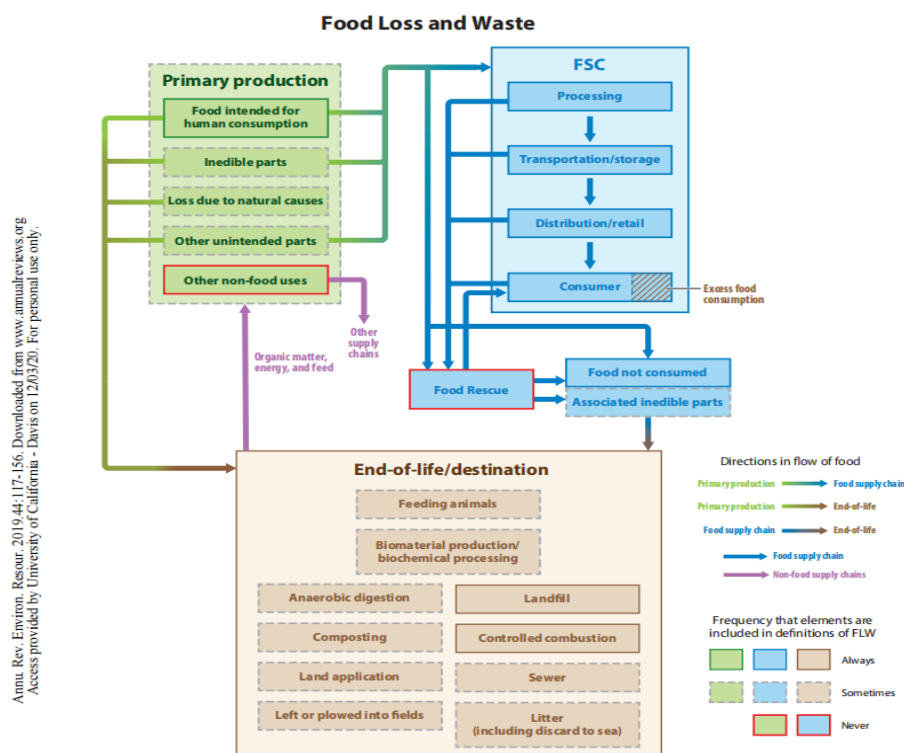 Food Loss and Waste
Annu. Rev. Environ. Resour. 2019.44:117-156. Downloaded from www.annualreviews.org
Access provided by University of California - Davis on 12/03/20. For personal use only.
Primary production
Food intended for
human consumption
Inedible parts
Loss due to natural causes
Other unintended parts
Other non-food uses
Other
supply
chains
Organic matter,
energy, and feed
FSC
Processing
Transportation/storage
Distribution/retail
Consumer
Excess food
consumption
Food Rescue
Food not consumed
Associated inedible parts
End-of-life/destination
Feeding animals
Biomaterial production/
biochemical processing
Anaerobic digestion
Landfill
Composting
Controlled combustion
Land application
Sewer
Left or plowed into fields
Litter
(including discard to sea)
Directions in flow of food
Primary production Food supply chain
Primary production End-of-life
Food supply chain End-of-life
Food supply chain
Non-food supply chains
Frequency that elements are
included in definitions of FLW
Always
Sometimes
Never